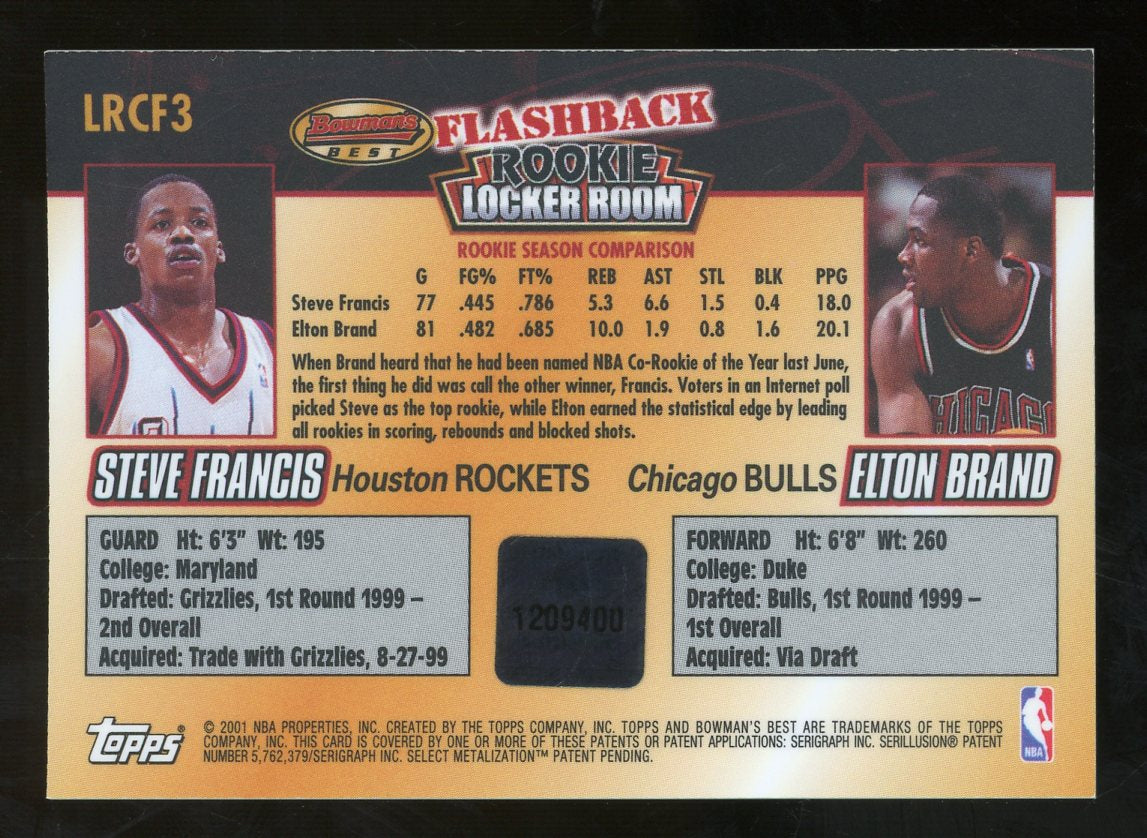 LRCF3
Bowman's
BEST
FLASHBACK
ROOKIE
LOCKER ROOM
ROOKIE SEASON COMPARISON
G FG% FT% REB AST STL BLK PPG
Steve Francis 77 .445 .786 5.3 6.6 1.5 0.4 18.0
Elton Brand 81 .482 .685 10.0 1.9 0.8 1.6 20.1
When Brand heard that he had been named NBA Co-Rookie of the Year last June,
the first thing he did was call the other winner, Francis. Voters in an Internet poll
picked Steve as the top rookie, while Elton earned the statistical edge by leading
all rookies in scoring, rebounds and blocked shots.
HICAG
STEVE FRANCIS Houston ROCKETS Chicago BULLS ELTON BRAND
GUARD Ht: 6'3" Wt: 195
College: Maryland
Drafted: Grizzlies, 1st Round 1999 –
2nd Overall
Acquired: Trade with Grizzlies, 8-27-99
1209400
FORWARD Ht: 6'8" Wt: 260
College: Duke
Drafted: Bulls, 1st Round 1999 –
1st Overall
Acquired: Via Draft
Topps®
© 2001 NBA PROPERTIES, INC. CREATED BY THE TOPPS COMPANY, INC. TOPPS AND BOWMAN'S BEST ARE TRADEMARKS OF THE TOPPS
COMPANY, INC. THIS CARD IS COVERED BY ONE OR MORE OF THESE PATENTS OR PATENT APPLICATIONS: SERIGRAPH INC. SERILLUSION® PATENT
NUMBER 5,762,379/SERIGRAPH INC. SELECT METALIZATION™ PATENT PENDING.
NBA